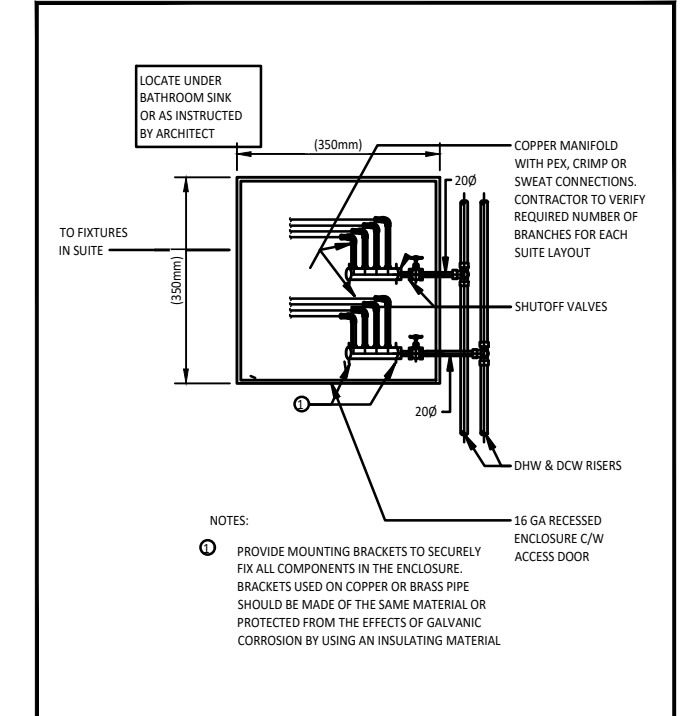 LOCATE UNDER
BATHROOM SINK
OR AS INSTRUCTED
BY ARCHITECT
(350mm)
COPPER MANIFOLD
WITH PEX, CRIMP OR
SWEAT CONNECTIONS.
CONTRACTOR TO VERIFY
REQUIRED NUMBER OF
BRANCHES FOR EACH
SUITE LAYOUT
20Ø
TO FIXTURES
IN SUITE
(350mm)
SHUTOFF VALVES
1
20Ø
DHW & DCW RISERS
16 GA RECESSED
ENCLOSURE C/W
ACCESS DOOR
NOTES:
1 PROVIDE MOUNTING BRACKETS TO SECURELY
FIX ALL COMPONENTS IN THE ENCLOSURE.
BRACKETS USED ON COPPER OR BRASS PIPE
SHOULD BE MADE OF THE SAME MATERIAL OR
PROTECTED FROM THE EFFECTS OF GALVANIC
CORROSION BY USING AN INSULATING MATERIAL